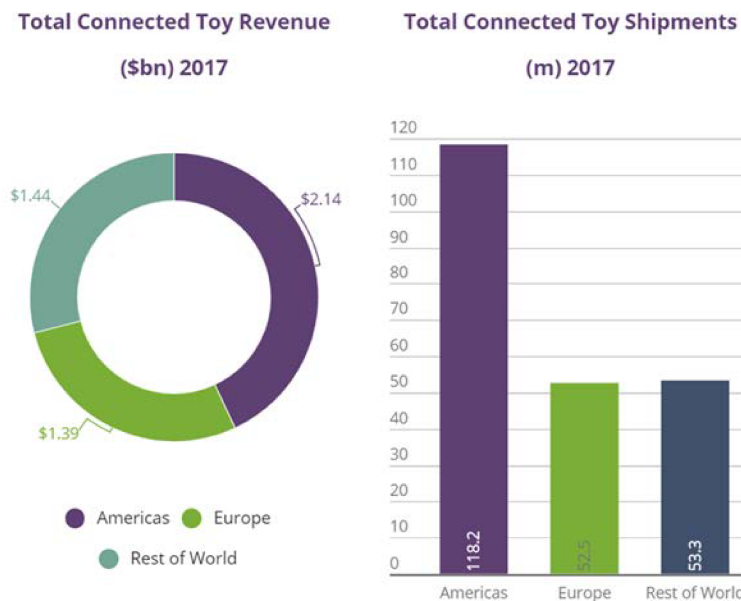 Total Connected Toy Revenue
($bn) 2017
$1.44
$2.14
$1.39
Americas
Europe
Rest of World
Total Connected Toy Shipments
(m) 2017
120
110
100
90
80
70
60
50
40
30
20
10
0
118.2
52.5
53.3
Americas
Europe
Rest of World